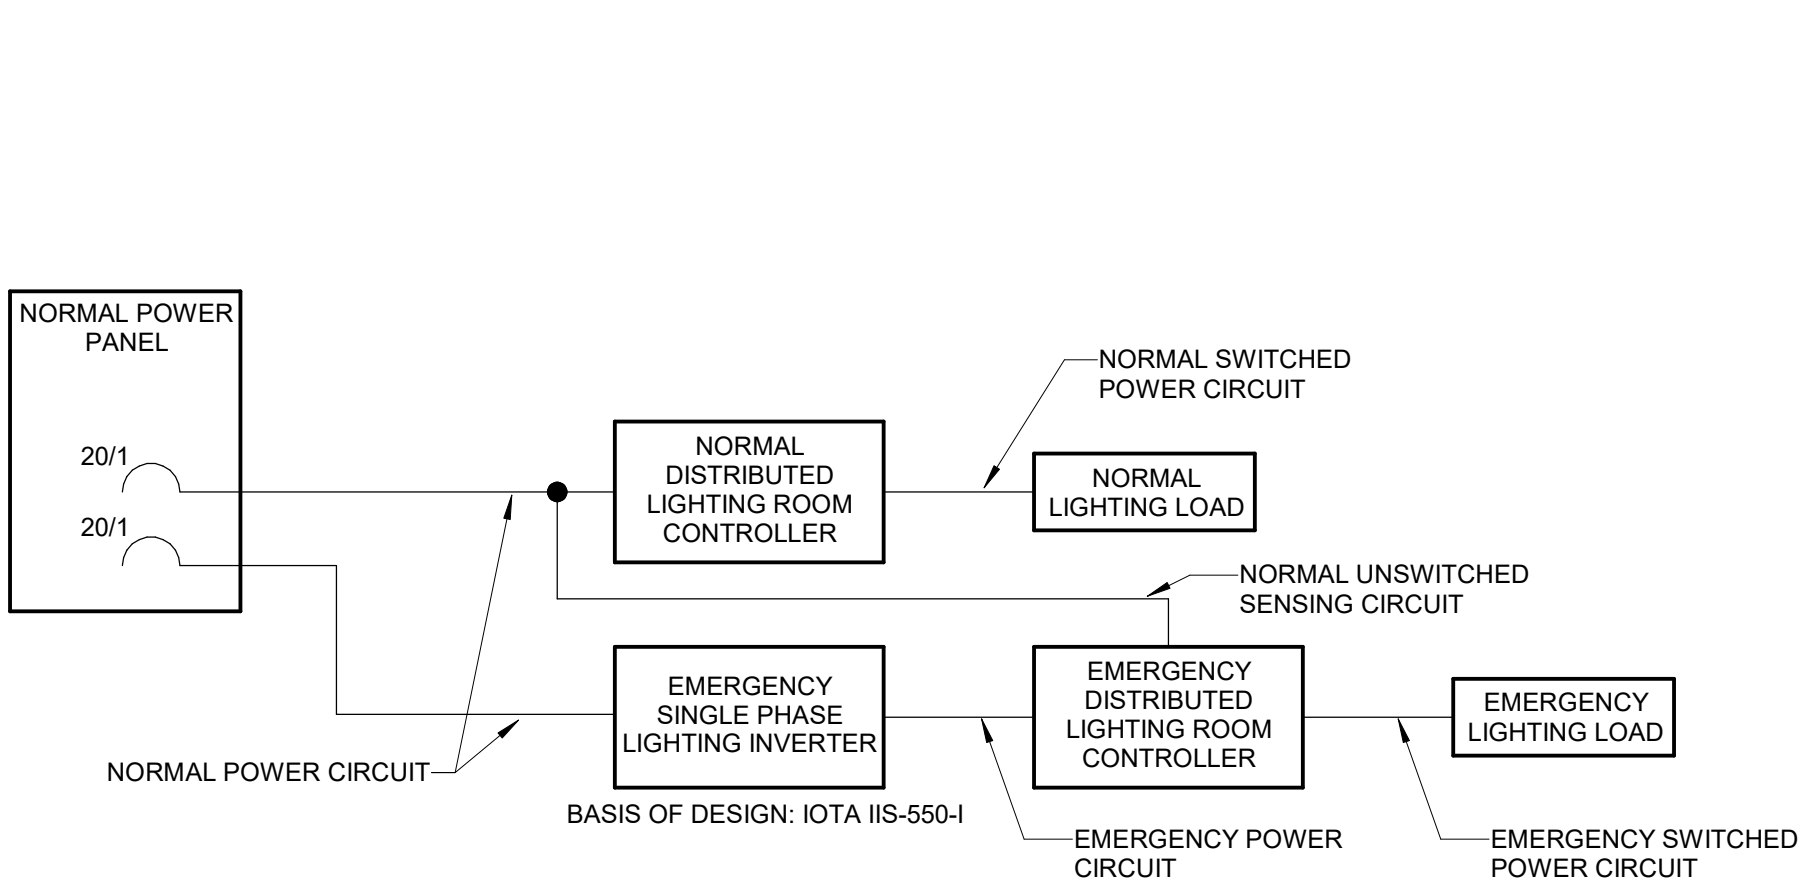 NORMAL POWER
PANEL
20/1
20/1
NORMAL
DISTRIBUTED
LIGHTING ROOM
CONTROLLER
NORMAL SWITCHED
POWER CIRCUIT
NORMAL
LIGHTING LOAD
NORMAL UNSWITCHED
SENSING CIRCUIT
EMERGENCY
SINGLE PHASE
LIGHTING INVERTER
EMERGENCY
DISTRIBUTED
LIGHTING ROOM
CONTROLLER
EMERGENCY
LIGHTING LOAD
NORMAL POWER CIRCUIT
BASIS OF DESIGN: IOTA IIS-550-I
EMERGENCY POWER
CIRCUIT
EMERGENCY SWITCHED
POWER CIRCUIT